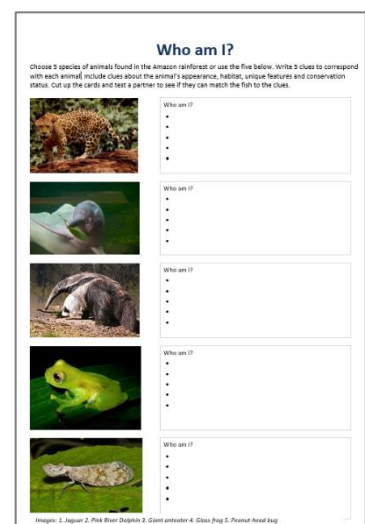 Who am I?
Choose 5 species of animals found in the Amazon rainforest or use the five below. Write 5 clues to correspond
with each animal. Include clues about the animal's appearance, habitat, unique features and conservation
status. Cut up the cards and test a partner to see if they can match the fish to the clues.
Who am I?
Who am I?
Who am I?
Who am I?
Who am I?
Images: 1. Jaguar 2. Pink River Dolphin 3. Giant anteater 4. Glass frog 5. Peanut-head bug